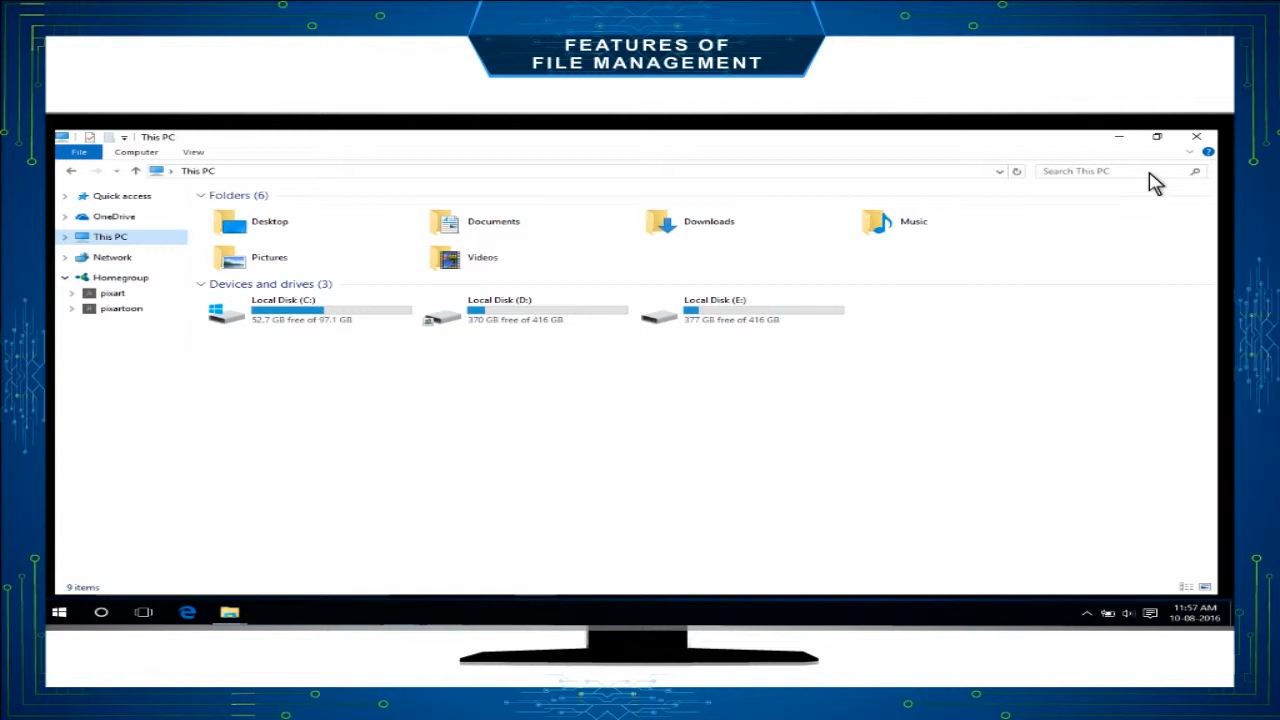 FEATURES OF
FILE MANAGEMENT
This PC
File Computer View
This PC
Search This PC
Quick access
OneDrive
This PC
Network
Homegroup
pixart
pixartoon
Folders (6)
Desktop Documents Downloads Music
Pictures Videos
Devices and drives (3)
Local Disk (C:) Local Disk (D:) Local Disk (E:)
52.7 GB free of 97.1 GB 370 GB free of 416 GB 377 GB free of 416 GB
9 items
11:57 AM
10-08-2016